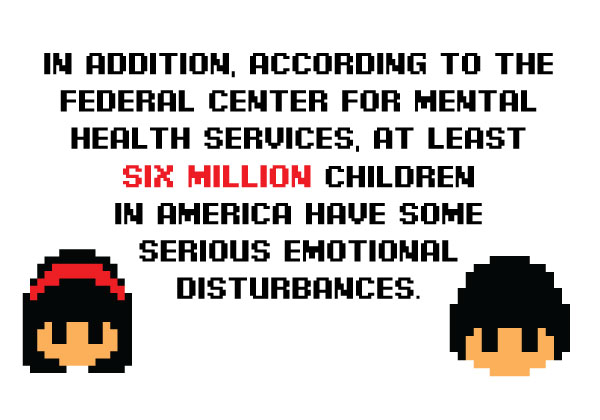 IN ADDITION, ACCORDING TO THE
FEDERAL CENTER FOR MENTAL
HEALTH SERVICES, AT LEAST
SIX MILLION CHILDREN
IN AMERICA HAVE SOME
SERIOUS EMOTIONAL
DISTURBANCES.